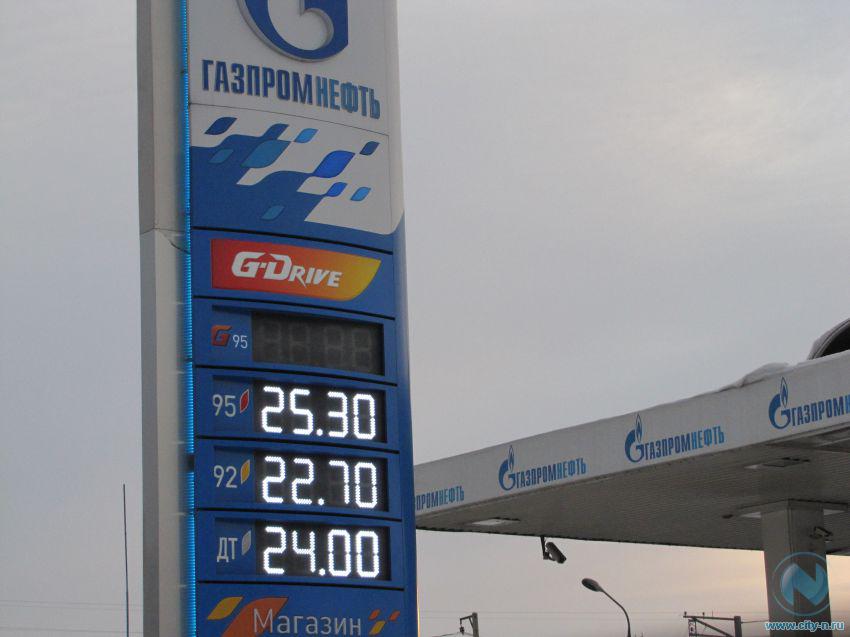 ГАЗПРОМНЕФТЬ
G-DRIVE
G 95
95 25.30
92 22.70
ДТ 24.00
Магазин
ГАЗПРОМНЕФТЬ
ГАЗПРОМНЕФТЬ
ГАЗПРОМНЕФТЬ
ПРОМНЕФТЬ
N
www.city-n.ru